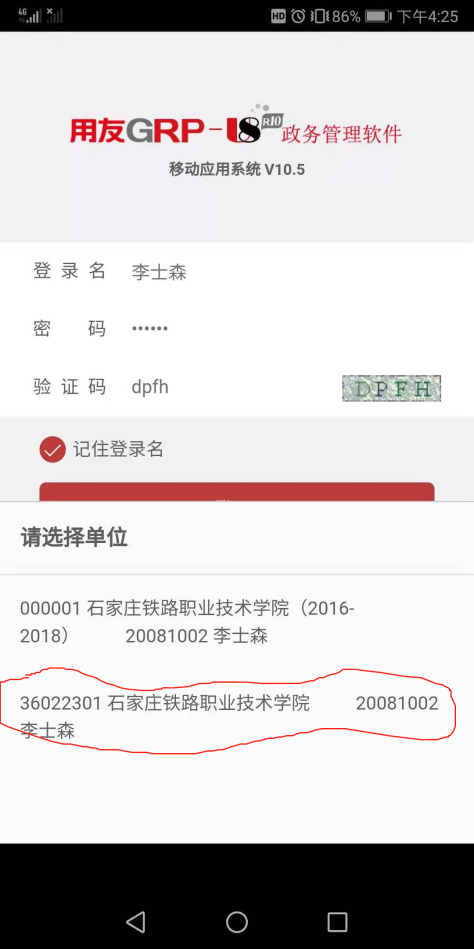 4G HD 86% 下午4:25
用友GRP-U8 R10 政务管理软件
移动应用系统 V10.5
登录名 李士森
密码 ••••••
验证码 dpfh DPFH
记住登录名
请选择单位
000001 石家庄铁路职业技术学院（2016-
2018） 20081002 李士森
36022301 石家庄铁路职业技术学院 20081002
李士森